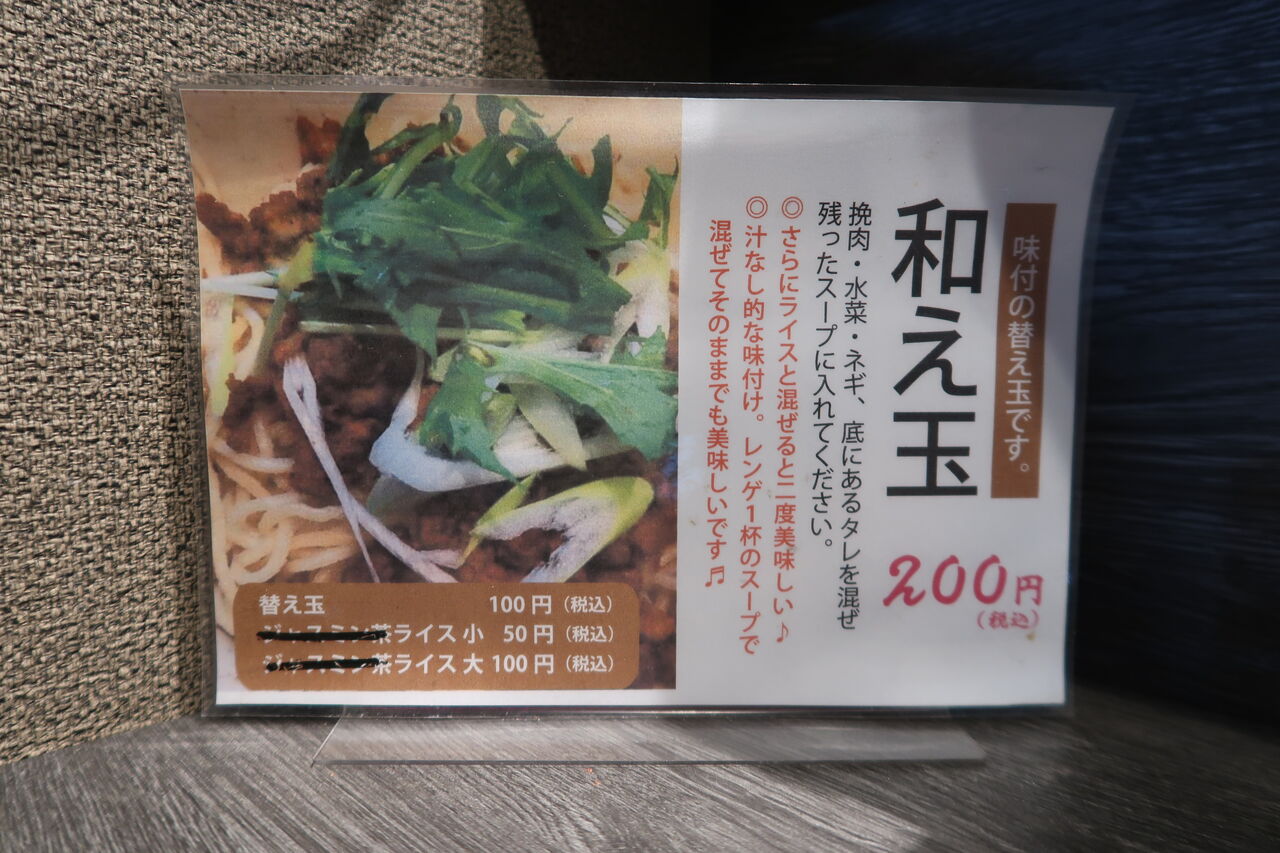 味付の替え玉です。
和え玉
200円
（税込）
挽肉・水菜・ネギ、底にあるタレを混ぜ
残ったスープに入れてください。
◎さらにライスと混ぜると二度美味しい♪
◎汁なし的な味付け。レンゲ1杯のスープで
混ぜてそのままでも美味しいです♬
替え玉 100円（税込）
ジャスミン茶ライス 小 50円（税込）
ジャスミン茶ライス 大 100円（税込）